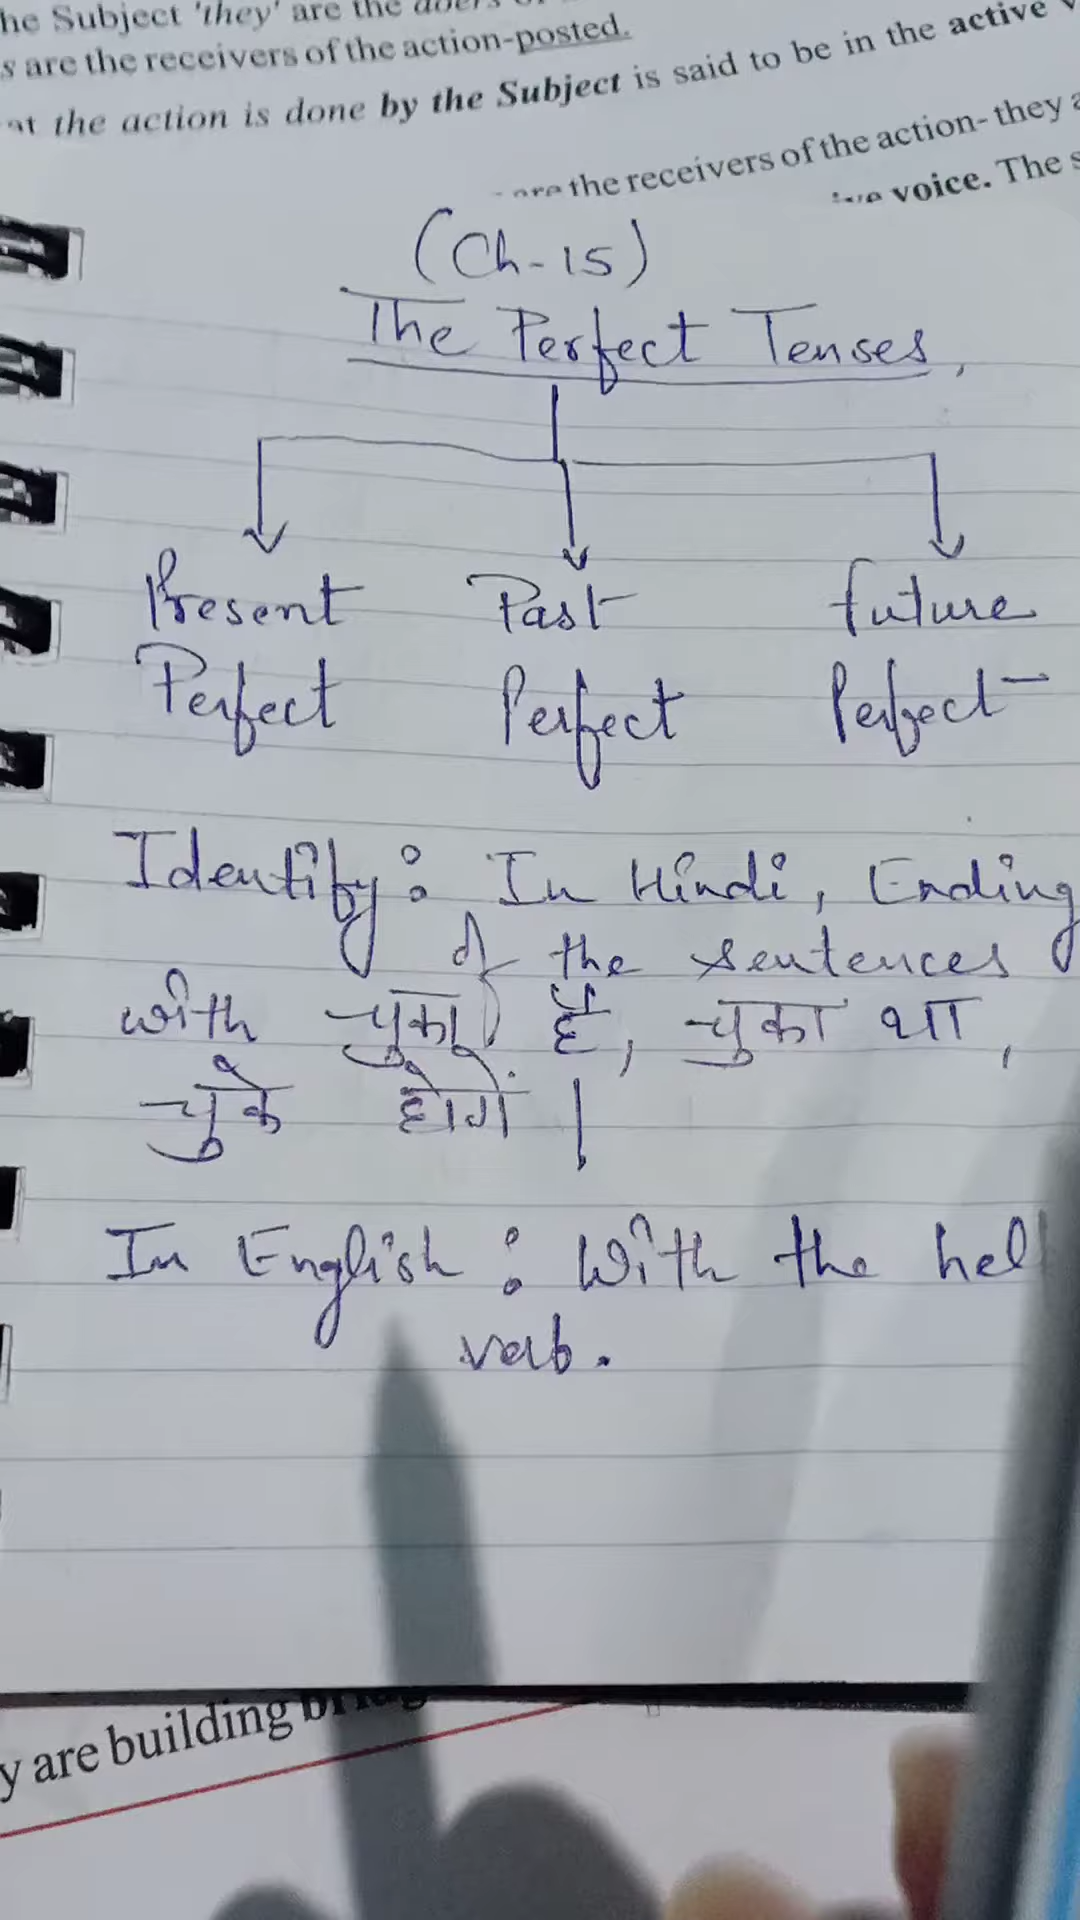 he Subject 'they' are the doers of
s are the receivers of the action-posted.
at the action is done by the Subject is said to be in the active
are the receivers of the action- they a
voice. The s
(Ch-15)
The Perfect Tenses,
Present Past future
Perfect Perfect Perfect
Identify: In Hindi, Ending
of the sentences
with चुका है, चुका था,
चुके होगें |
In English : With the hel
verb.
y are building